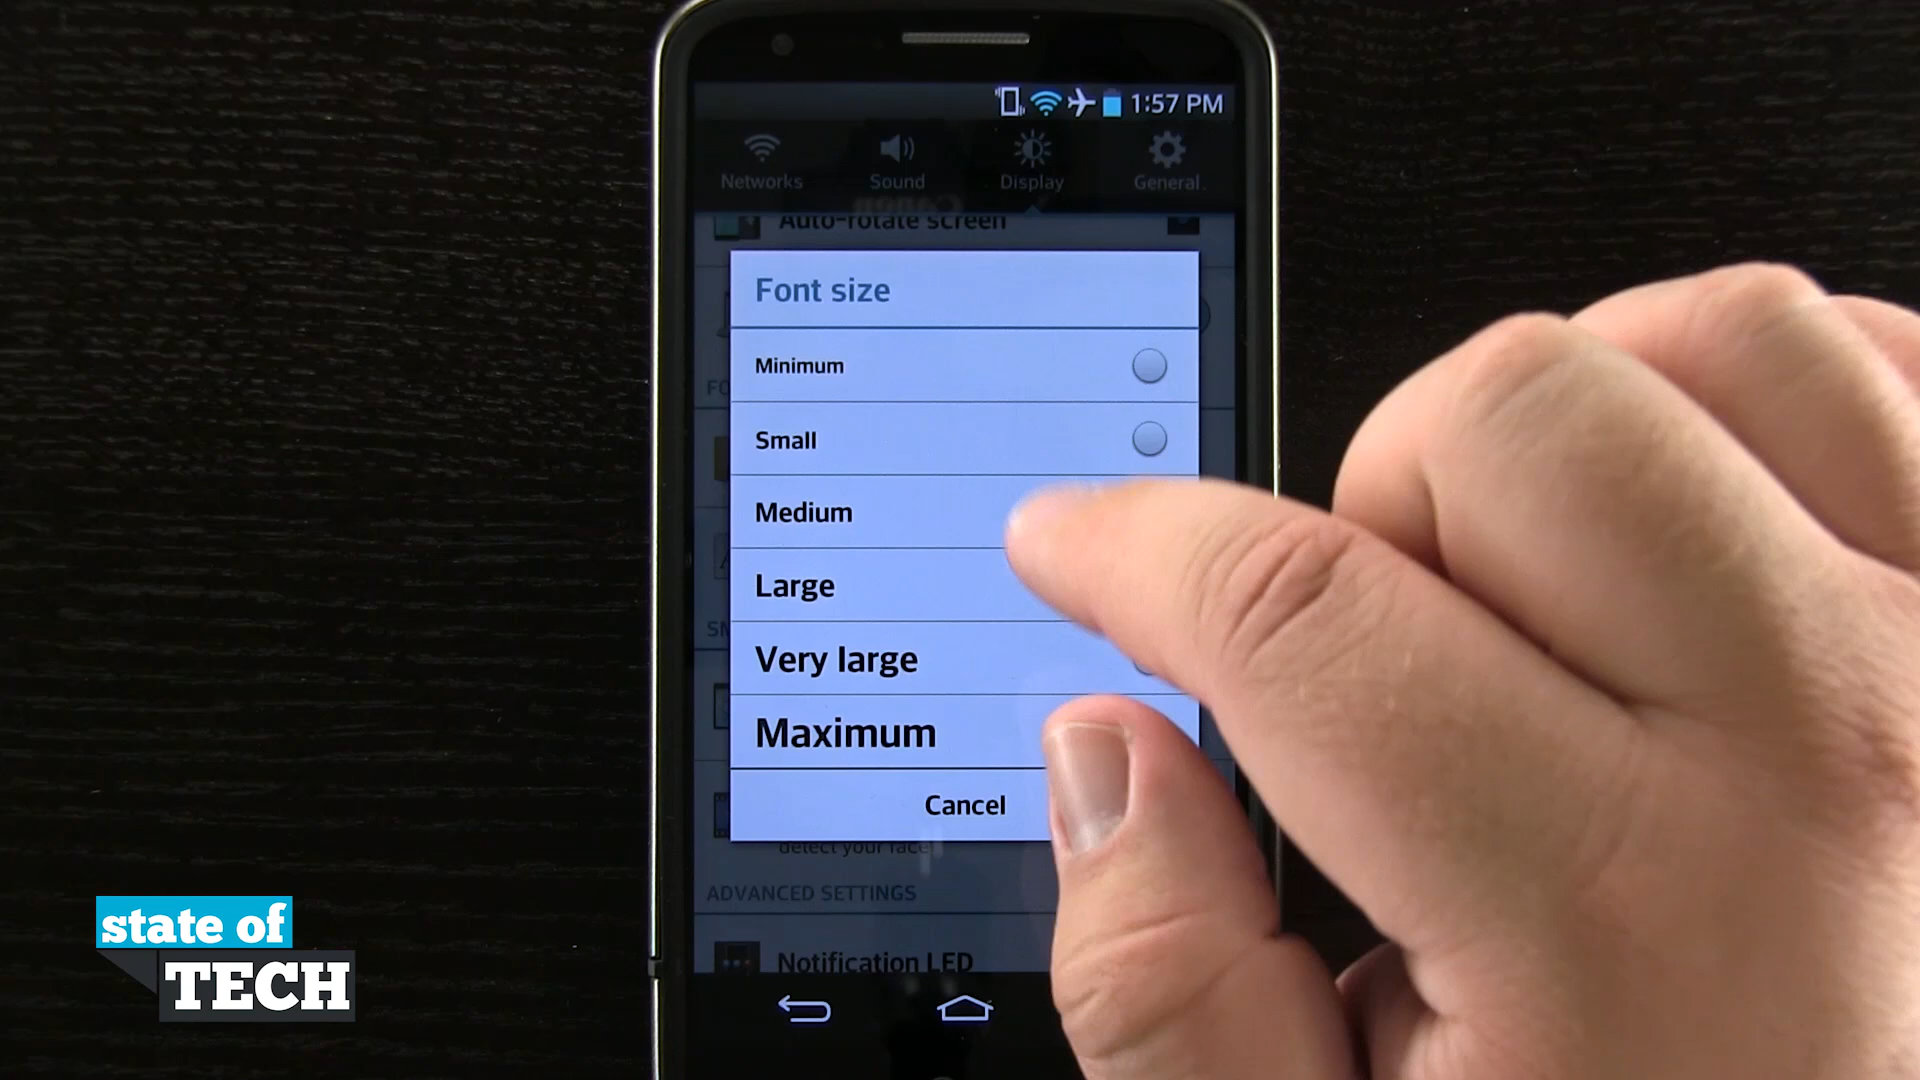 1:57 PM
Networks Sound Display General
Auto-rotate screen
Font size
Minimum
Small
Medium
Large
Very large
Maximum
Cancel
detect your face
ADVANCED SETTINGS
Notification LED
state of
TECH